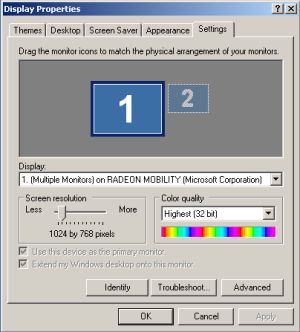 Display Properties
Themes Desktop Screen Saver Appearance Settings
Drag the monitor icons to match the physical arrangement of your monitors.
1 2
Display:
1. (Multiple Monitors) on RADEON MOBILITY (Microsoft Corporation)
Screen resolution
Less More
1024 by 768 pixels
Color quality
Highest (32 bit)
Use this device as the primary monitor.
Extend my Windows desktop onto this monitor.
Identify Troubleshoot... Advanced
OK Cancel Apply